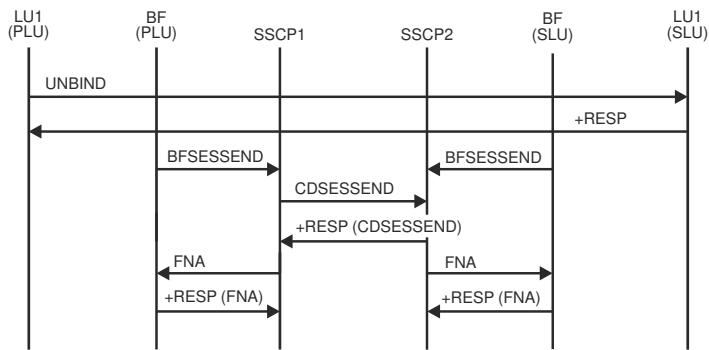 LU1
(PLU)
BF
(PLU)
SSCP1
SSCP2
BF
(SLU)
LU1
(SLU)
UNBIND
+RESP
BFSESSEND
BFSESSEND
CDSESSEND
+RESP (CDSESSEND)
FNA
FNA
+RESP (FNA)
+RESP (FNA)